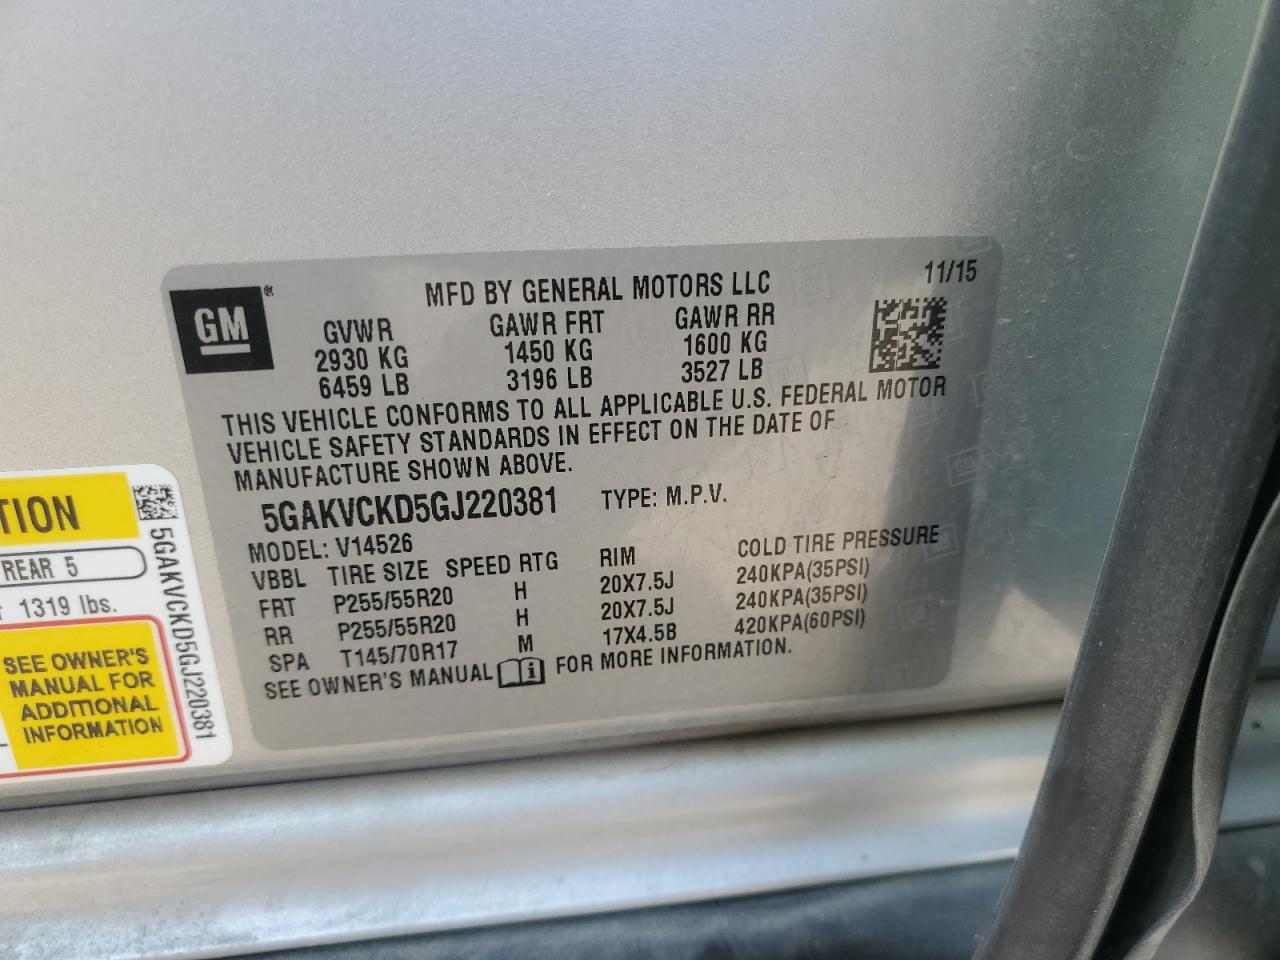 GM®
MFD BY GENERAL MOTORS LLC
11/15
GVWR GAWR FRT GAWR RR
2930 KG 1450 KG 1600 KG
6459 LB 3196 LB 3527 LB
THIS VEHICLE CONFORMS TO ALL APPLICABLE U.S. FEDERAL MOTOR
VEHICLE SAFETY STANDARDS IN EFFECT ON THE DATE OF
MANUFACTURE SHOWN ABOVE.
5GAKVCKD5GJ220381 TYPE: M.P.V.
MODEL: V14526
VBBL TIRE SIZE SPEED RTG RIM COLD TIRE PRESSURE
FRT P255/55R20 H 20X7.5J 240KPA(35PSI)
RR P255/55R20 H 20X7.5J 240KPA(35PSI)
SPA T145/70R17 M 17X4.5B 420KPA(60PSI)
SEE OWNER'S MANUAL FOR MORE INFORMATION.
TION
REAR 5
1319 lbs.
SEE OWNER'S
MANUAL FOR
ADDITIONAL
INFORMATION
5GAKVCKD5GJ220381